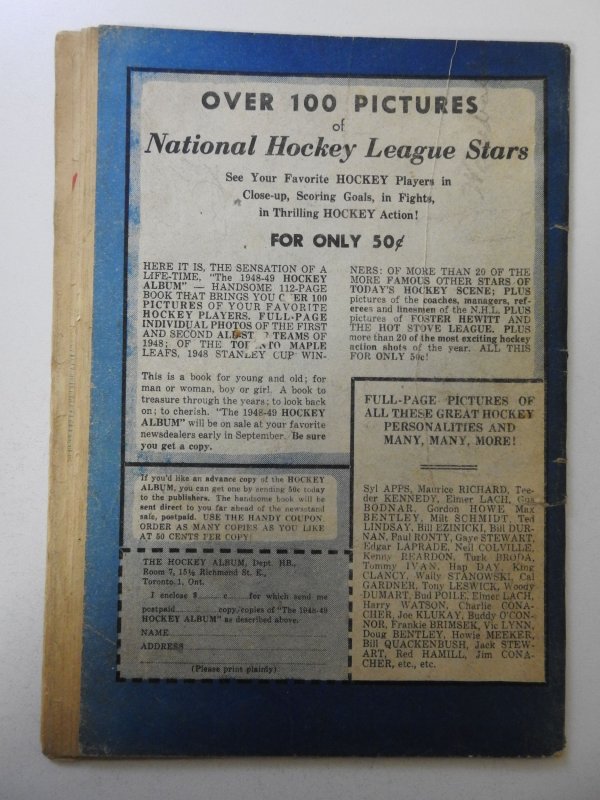 OVER 100 PICTURES
of
National Hockey League Stars
See Your Favorite HOCKEY Players in
Close-up, Scoring Goals, in Fights,
in Thrilling HOCKEY Action!
FOR ONLY 50¢
HERE IT IS, THE SENSATION OF A
LIFE-TIME. "The 1948-49 HOCKEY
ALBUM" — HANDSOME 112-PAGE
BOOK THAT BRINGS YOU ER 100
PICTURES OF YOUR FAVORITE
HOCKEY PLAYERS. FULL-PAGE
INDIVIDUAL PHOTOS OF THE FIRST
AND SECOND TEAMS OF
1948; OF THE MAPLE
LEAFS, 1948 STANLEY CUP WIN-
NERS: OF MORE THAN 20 OF THE
MORE FAMOUS OTHER STARS OF
TODAY'S HOCKEY SCENE; PLUS
pictures of the coaches, managers, ref-
erees and linesmen of the N.H.L. PLUS
pictures of FOSTER HEWITT AND
THE HOT STOVE LEAGUE. PLUS
more than 20 of the most exciting hockey
action shots of the year. ALL THIS
FOR ONLY 50c!
This is a book for young and old; for
man or woman, boy or girl. A book to
treasure through the years; to look back
on; to cherish. "The 1948-49 HOCKEY
ALBUM" will be on sale at your favorite
newsdealers early in September. Be sure
you get a copy.
If you'd like an advance copy of the HOCKEY
ALBUM, you can get one by sending 50c today
to the publishers. The handsome book will be
sent direct to you far ahead of the newsstand
sale, postpaid. USE THE HANDY COUPON.
ORDER AS MANY COPIES AS YOU LIKE
AT 50 CENTS PER COPY!
THE HOCKEY ALBUM, Dept. HR.,
Room 7, 15½ Richmond St. E.,
Toronto 1, Ont.
I enclose $ c for which send me
postpaid copy/copies of "The 1948-49
HOCKEY ALBUM" as described above.
NAME
ADDRESS
(Please print plainly)
FULL-PAGE PICTURES OF
ALL THESE GREAT HOCKEY
PERSONALITIES AND
MANY, MANY, MORE!
Syl APPS, Maurice RICHARD, Tee-
der KENNEDY, Elmer LACH, Gus
BODNAR, Gordon HOWE, Max
BENTLEY, Milt SCHMIDT, Ted
LINDSAY, Bill EZINICKI, Bill DUR-
NAN, Paul RONTY, Gaye STEWART,
Edgar LAPRADE, Neil COLVILLE,
Kenny REARDON, Turk BRODA,
Tommy IVAN, Hap DAY, King
CLANCY, Wally STANOWSKI, Cal
GARDNER, Tony LESWICK, Woody
DUMART, Bud POILE, Elmer LACH,
Harry WATSON, Charlie CONA-
CHER, Joe KLUKAY, Buddy O'CON-
NOR, Frankie BRIMSEK, Vic LYNN,
Doug BENTLEY, Howie MEEKER,
Bill QUACKENBUSH, Jack STEW-
ART, Red HAMILL, Jim CONA-
CHER, etc., etc.